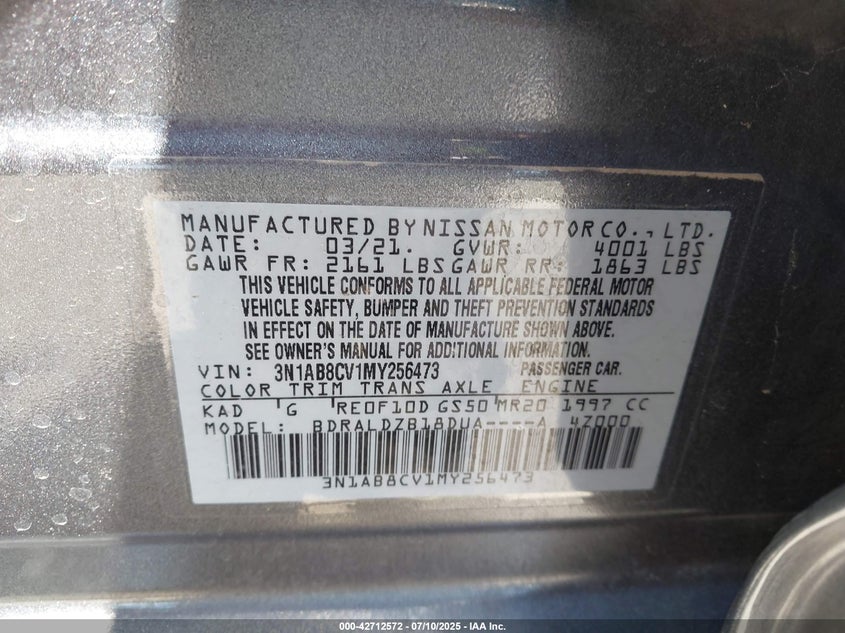 MANUFACTURED BY NISSAN MOTOR CO., LTD.
DATE: 03/21. GVWR: 4001 LBS
GAWR FR: 2161 LBS GAWR RR: 1863 LBS
THIS VEHICLE CONFORMS TO ALL APPLICABLE FEDERAL MOTOR
VEHICLE SAFETY, BUMPER AND THEFT PREVENTION STANDARDS
IN EFFECT ON THE DATE OF MANUFACTURE SHOWN ABOVE.
SEE OWNER'S MANUAL FOR ADDITIONAL INFORMATION.
VIN: 3N1AB8CV1MY256473 PASSENGER CAR.
COLOR TRIM TRANS AXLE ENGINE
KAD G RE0F10D GS50 MR20 1997 CC
MODEL: BDRALDZB18DUA----A 4Z000
3N1AB8CV1MY256473
000-42712572 - 07/10/2025 - IAA Inc.